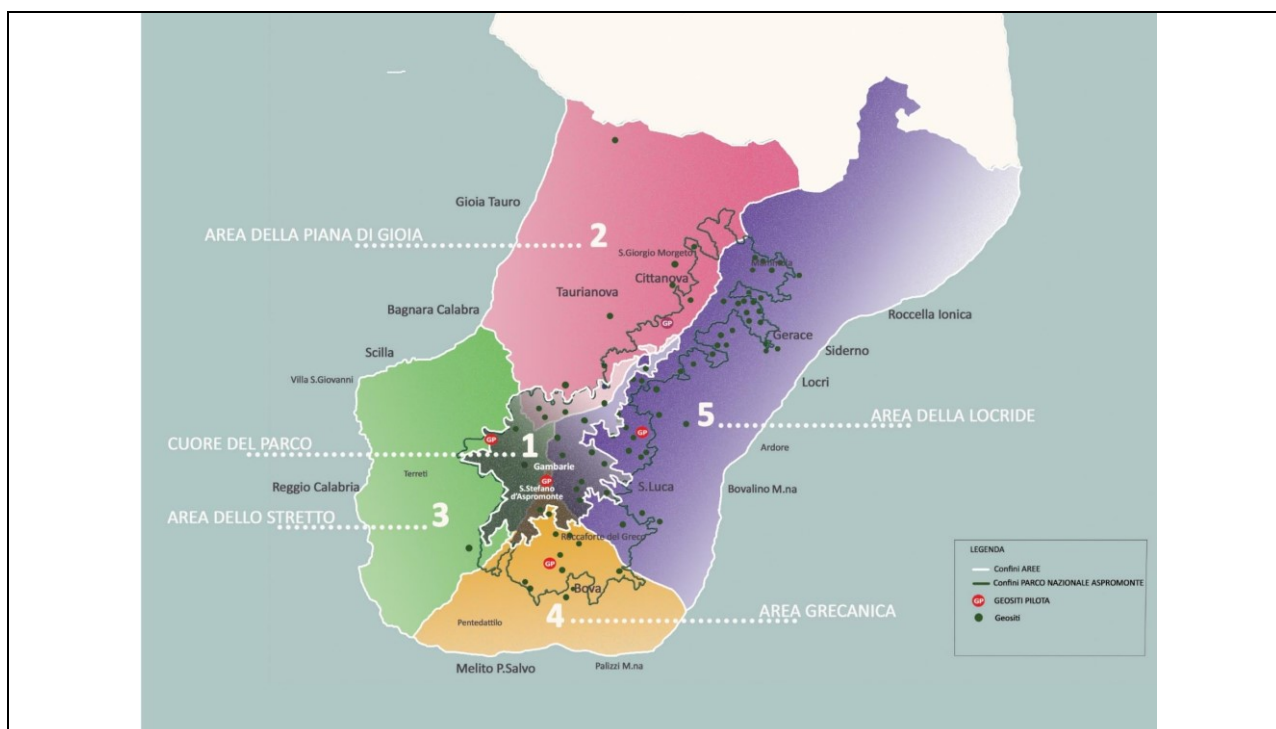 Gioia Tauro
AREA DELLA PIANA DI GIOIA
2
S.Giorgio Morgeto
Cittanova
Mammola
Taurianova
Bagnara Calabra
GP
Roccella Ionica
Gerace
Scilla
Siderno
Villa S.Giovanni
Locri
5
AREA DELLA LOCRIDE
GP
GP
CUORE DEL PARCO
1
Ardore
Gambarie
Terreti
GP
Reggio Calabria
S.Stefano
d'Aspromonte
S.Luca
Bovalino M.na
AREA DELLO STRETTO
3
Roccaforte del Greco
GP
Bova
4
AREA GRECANICA
Pentedattilo
Melito P.Salvo
Palizzi M.na
LEGENDA
Confini AREE
Confini PARCO NAZIONALE ASPROMONTE
GP GEOSITI PILOTA
Geositi